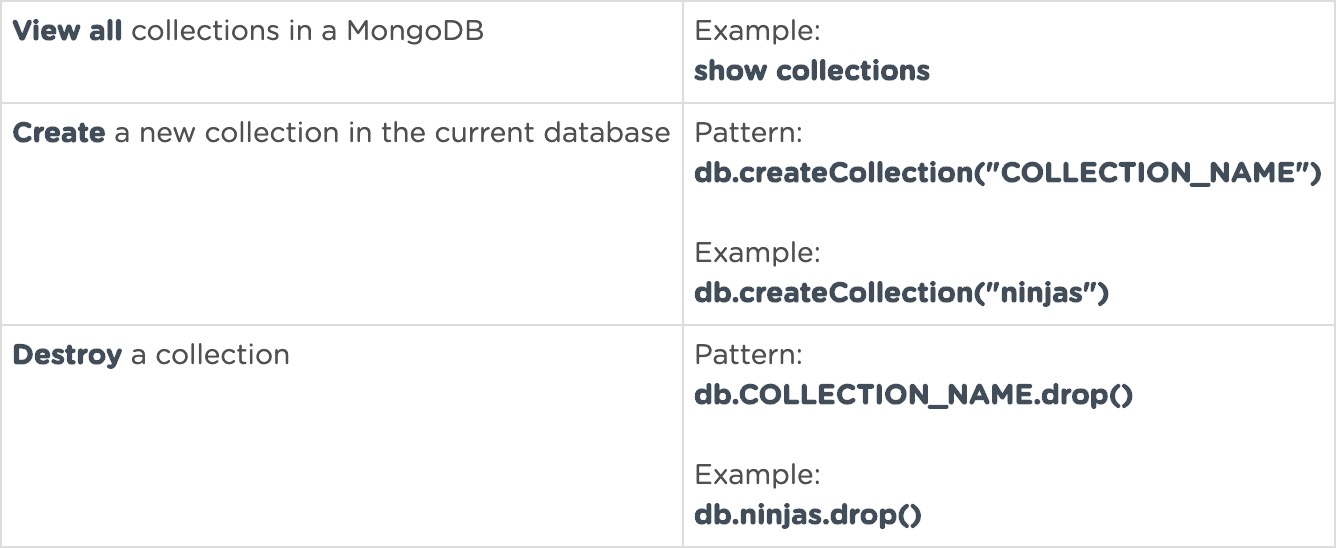 View all collections in a MongoDB
Example:
show collections
Create a new collection in the current database
Pattern:
db.createCollection("COLLECTION_NAME")
Example:
db.createCollection("ninjas")
Destroy a collection
Pattern:
db.COLLECTION_NAME.drop()
Example:
db.ninjas.drop()